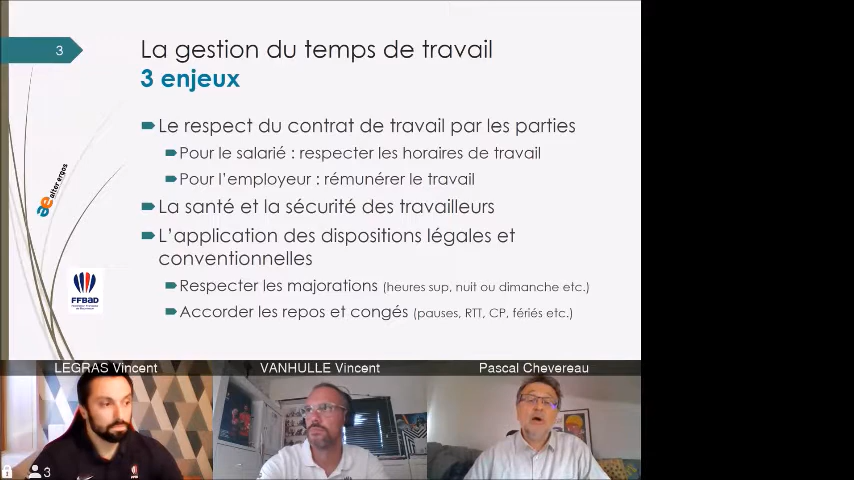 3
La gestion du temps de travail
3 enjeux
Le respect du contrat de travail par les parties
Pour le salarié : respecter les horaires de travail
Pour l'employeur : rémunérer le travail
La santé et la sécurité des travailleurs
L'application des dispositions légales et
conventionnelles
Respecter les majorations (heures sup, nuit ou dimanche etc.)
Accorder les repos et congés (pauses, RTT, CP, fériés etc.)
ae alter ergos
FFBAD
LEGRAS Vincent
VANHULLE Vincent
Pascal Chevereau
3